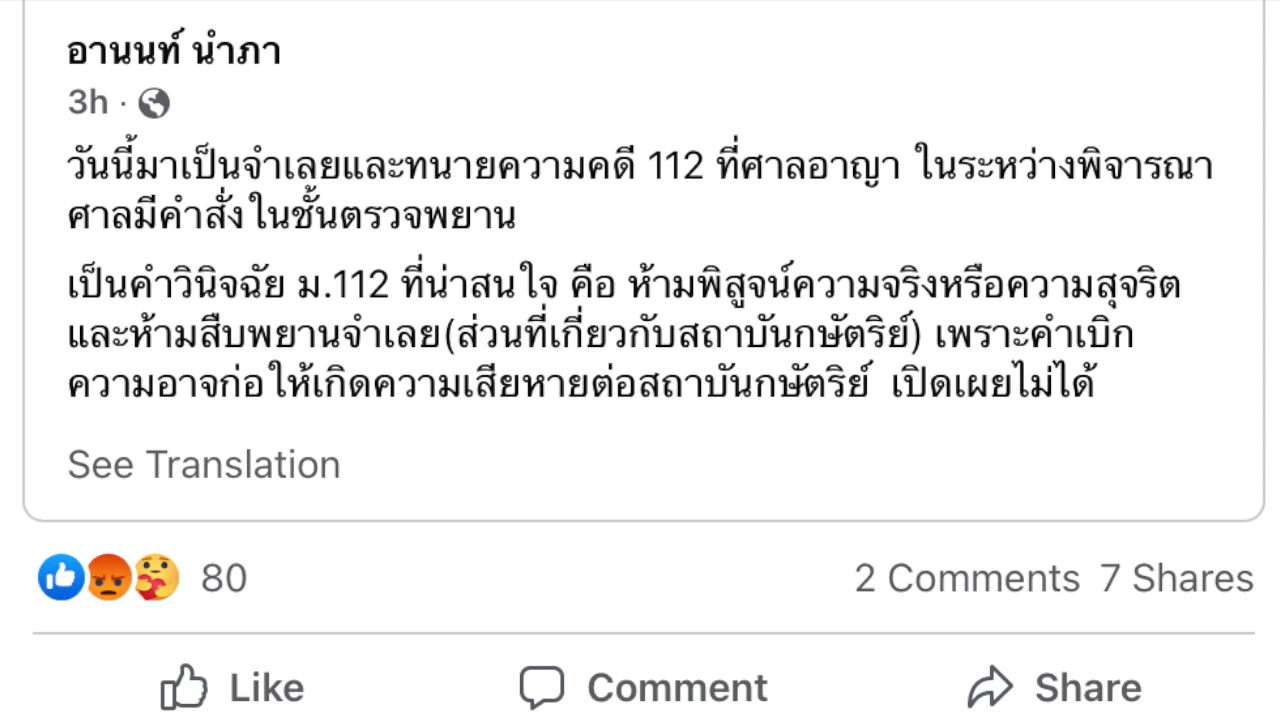 อานนท์ นำภา
3h ·
วันนี้มาเป็นจำเลยและทนายความคดี 112 ที่ศาลอาญา ในระหว่างพิจารณา
ศาลมีคำสั่งในชั้นตรวจพยาน
เป็นคำวินิจฉัย ม.112 ที่น่าสนใจ คือ ห้ามพิสูจน์ความจริงหรือความสุจริต
และห้ามสืบพยานจำเลย(ส่วนที่เกี่ยวกับสถาบันกษัตริย์) เพราะคำเบิก
ความอาจก่อให้เกิดความเสียหายต่อสถาบันกษัตริย์ เปิดเผยไม่ได้
See Translation
80 2 Comments 7 Shares
Like Comment Share